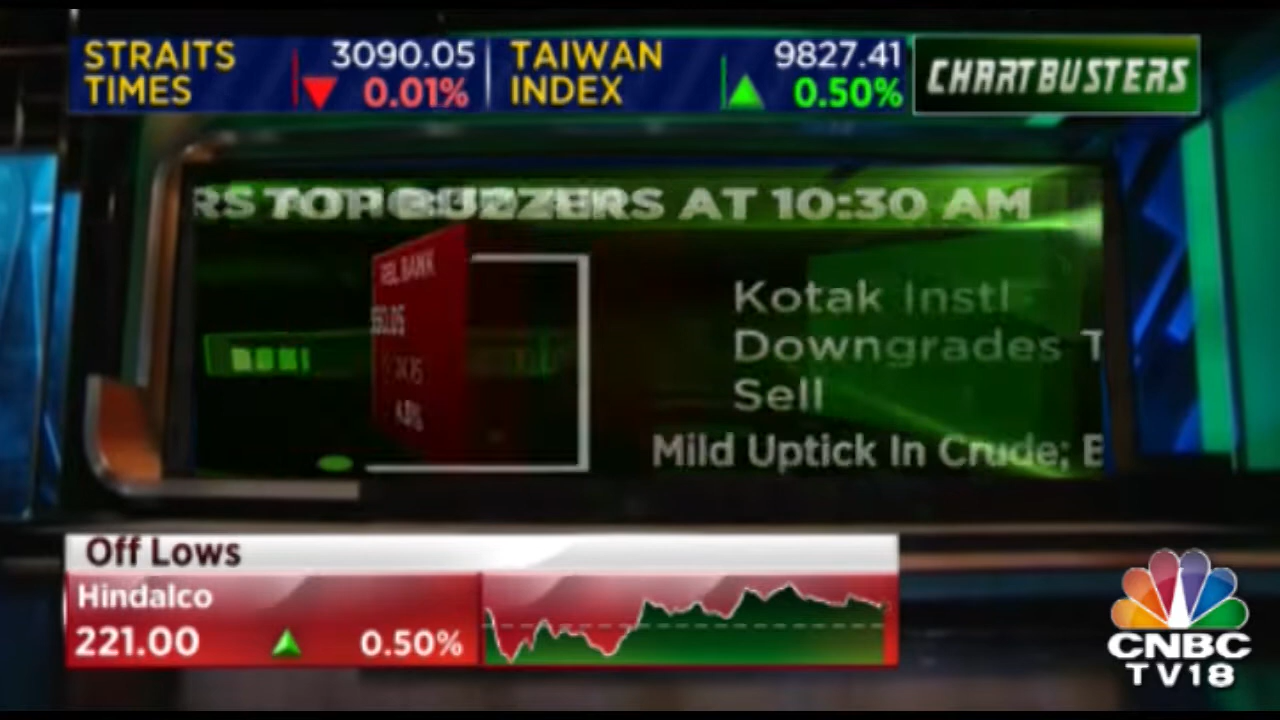 STRAITS TIMES
3090.05
0.01%
TAIWAN INDEX
9827.41
0.50%
CHARTBUSTERS
TOP BUZZERS AT 10:30 AM
BANK
Kotak Instl
Downgrades
Sell
Mild Uptick In Crude;
Off Lows
Hindalco
221.00
0.50%
CNBC
TV18